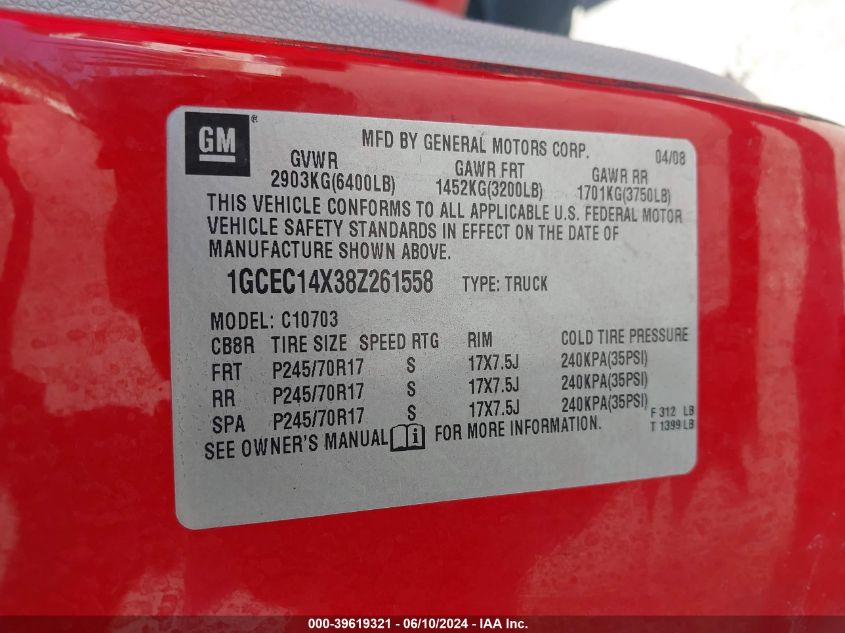 GM®
MFD BY GENERAL MOTORS CORP. 04/08
GVWR GAWR FRT GAWR RR
2903KG(6400LB) 1452KG(3200LB) 1701KG(3750LB)
THIS VEHICLE CONFORMS TO ALL APPLICABLE U.S. FEDERAL MOTOR
VEHICLE SAFETY STANDARDS IN EFFECT ON THE DATE OF
MANUFACTURE SHOWN ABOVE.
1GCEC14X38Z261558 TYPE: TRUCK
MODEL: C10703
CB8R TIRE SIZE SPEED RTG RIM COLD TIRE PRESSURE
FRT P245/70R17 S 17X7.5J 240KPA(35PSI)
RR P245/70R17 S 17X7.5J 240KPA(35PSI)
SPA P245/70R17 S 17X7.5J 240KPA(35PSI)
F 312 LB
T 1399 LB
SEE OWNER'S MANUAL i FOR MORE INFORMATION.
000-39619321 - 06/10/2024 - IAA Inc.